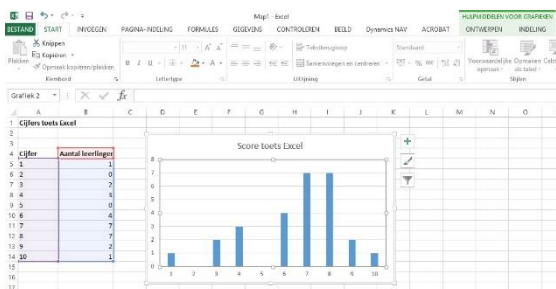 Map1 - Excel
HULPMIDDELEN VOOR GRAFIEKEN
BESTAND START INVOEGEN PAGINA-INDELING FORMULES GEGEVENS CONTROLEREN BEELD Dynamics NAV ACROBAT ONTWERPEN INDELING
Knippen
Kopiëren
Plakken
Opmaak kopiëren/plakken
Tekstterugloop
Samenvoegen en centreren
Standaard
Voorwaardelijke opmaak
Opmaken als tabel
Klembord Lettertype Uitlijning Getal Stijlen
Grafiek 2 fx
A B C D E F G H I J K L M N O
1 Cijfers toets Excel
2
3
4 Cijfer Aantal leerlingen
5 1 1
6 2 0
7 3 2
8 4 3
9 5 0
10 6 4
11 7 7
12 8 7
13 9 2
14 10 1
15
16
Score toets Excel
8
7
6
5
4
3
2
1
0
1 2 3 4 5 6 7 8 9 10